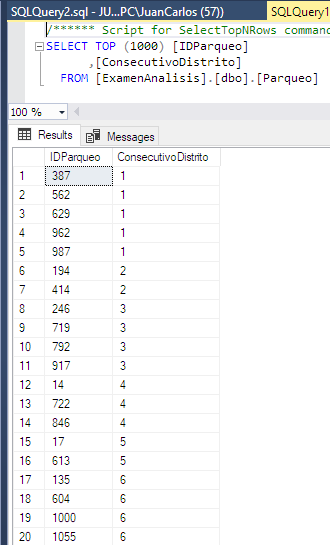 SQLQuery2.sql - JU...PC\JuanCarlos (57))
SQLQuery1
/****** Script for SelectTopNRows command
SELECT TOP (1000) [IDParqueo]
,[ConsecutivoDistrito]
FROM [ExamenAnalisis].[dbo].[Parqueo]
100 %
Results Messages
IDParqueo ConsecutivoDistrito
1 387 1
2 562 1
3 629 1
4 962 1
5 987 1
6 194 2
7 414 2
8 246 3
9 719 3
10 792 3
11 917 3
12 14 4
13 722 4
14 846 4
15 17 5
16 613 5
17 135 6
18 604 6
19 1000 6
20 1055 6